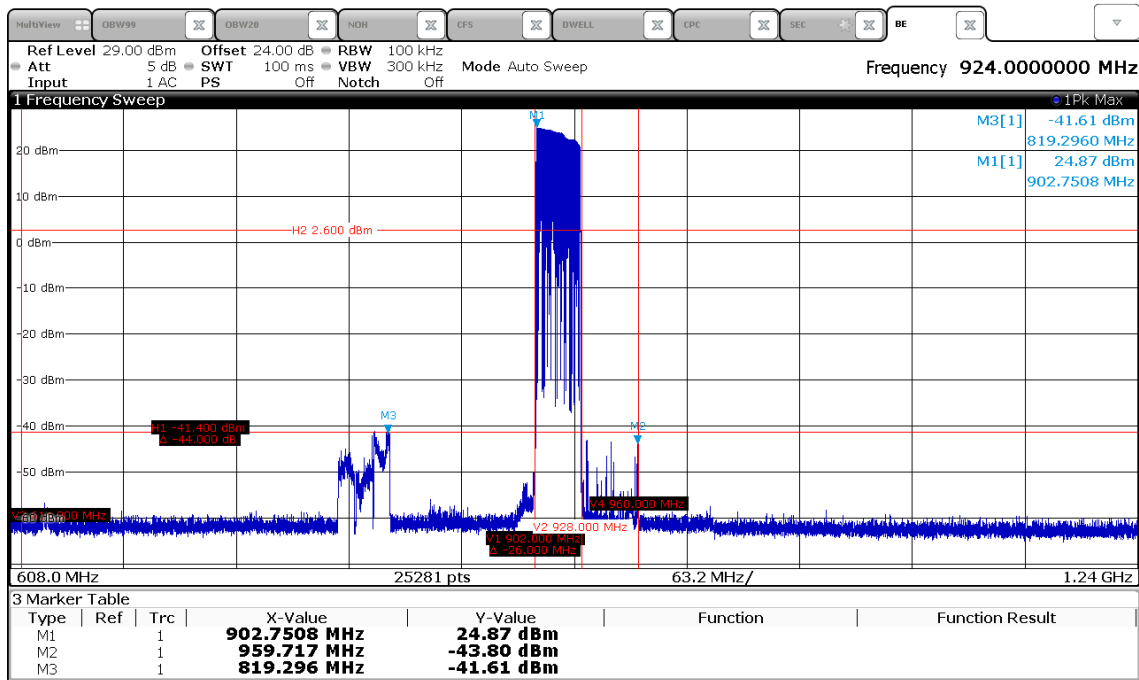 MultiView OBW99 OBW20 NOH CFS DWELL CPC SEC BE
Ref Level 29.00 dBm Offset 24.00 dB RBW 100 kHz
Att 5 dB SWT 100 ms VBW 300 kHz Mode Auto Sweep
Input 1 AC PS Off Notch Off
Frequency 924.0000000 MHz
1 Frequency Sweep
1Pk Max
M1
M3[1] -41.61 dBm
819.2960 MHz
M1[1] 24.87 dBm
902.7508 MHz
20 dBm
10 dBm
H2 2.600 dBm
0 dBm
-10 dBm
-20 dBm
-30 dBm
M3
-40 dBm
H1 -41.400 dBm
Δ -44.000 dB
M2
-50 dBm
V4 960.000 MHz
-60 dBm
V2 928.000 MHz
V1 902.000 MHz
Δ -26.000 MHz
608.0 MHz 25281 pts 63.2 MHz/ 1.24 GHz
3 Marker Table
Type Ref Trc X-Value Y-Value Function Function Result
M1 1 902.7508 MHz 24.87 dBm
M2 1 959.717 MHz -43.80 dBm
M3 1 819.296 MHz -41.61 dBm